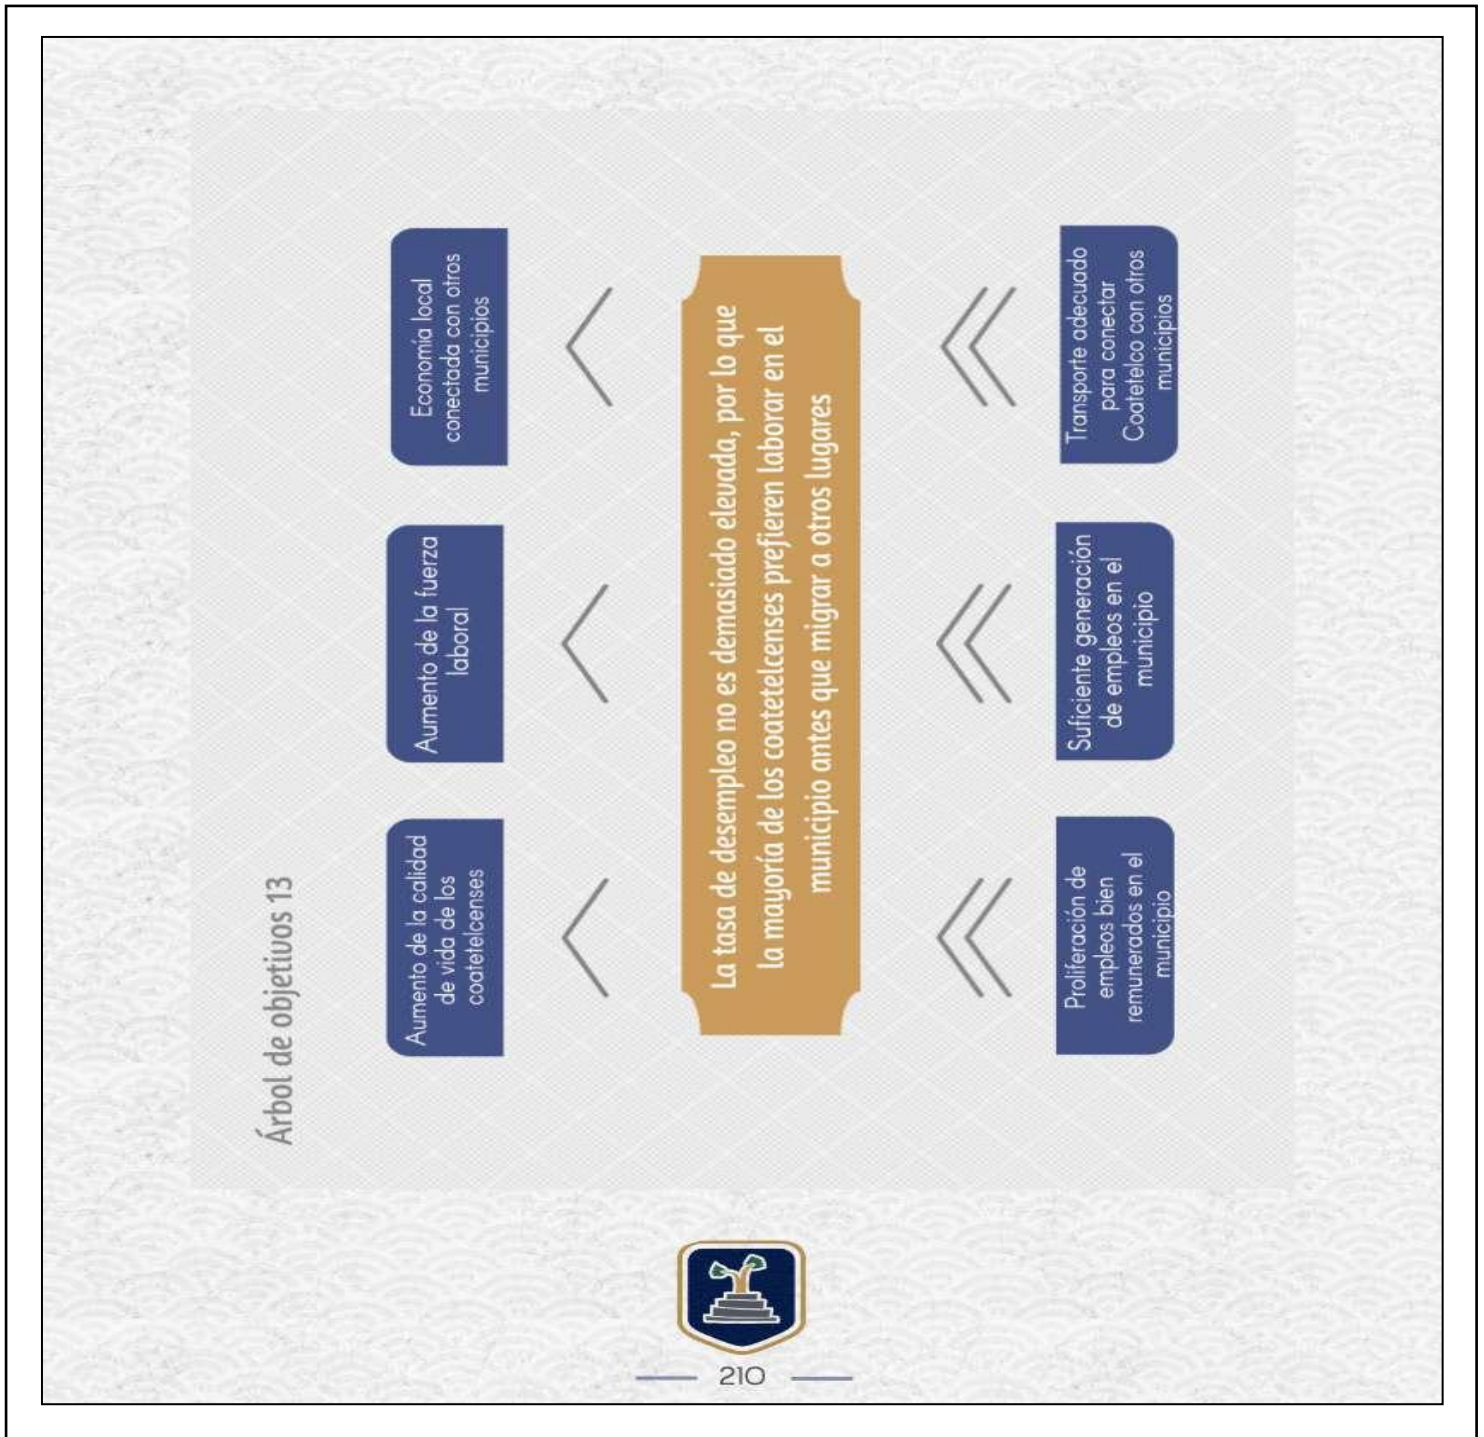 Árbol de objetivos 13
Aumento de la calidad
de vida de los
coatetelcenses
Aumento de la fuerza
laboral
Economía local
conectada con otros
municipios
La tasa de desempleo no es demasiado elevada, por lo que
la mayoría de los coatetelcenses prefieren laborar en el
municipio antes que migrar a otros lugares
Proliferación de
empleos bien
remunerados en el
municipio
Suficiente generación
de empleos en el
municipio
Transporte adecuado
para conectar
Coatetelco con otros
municipios
210